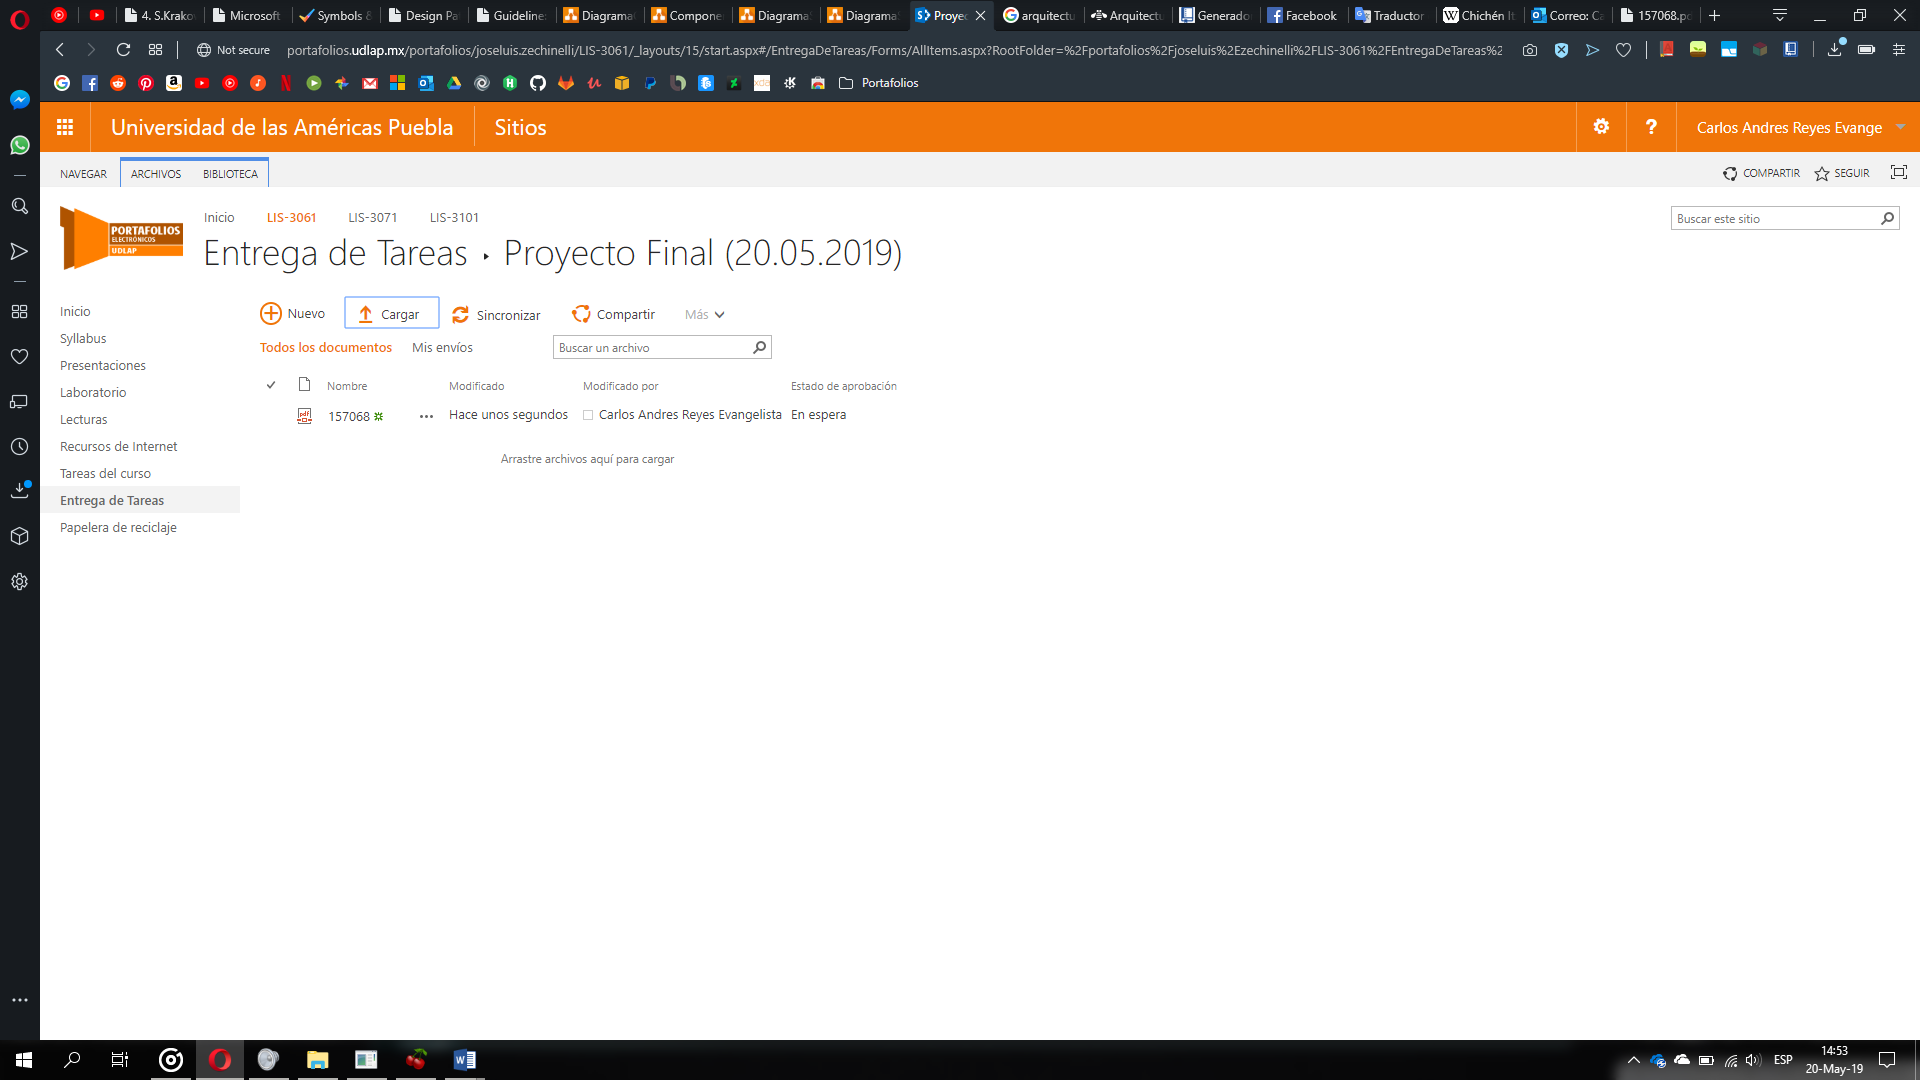 4. S.Krako
Microsoft
Symbols &
Design Pa
Guideline
Diagrama
Compone
DiagramaS
DiagramaS
Proyec
arquitectu
Arquitectu
Generado
Facebook
Traductor
Chichén It
Correo: Ca
157068.pd
Not secure
portafolios.udlap.mx/portafolios/joseluis.zechinelli/LIS-3061/_layouts/15/start.aspx#/EntregaDeTareas/Forms/AllItems.aspx?RootFolder=%2Fportafolios%2Fjoseluis%2Ezechinelli%2FLIS-3061%2FEntregaDeTareas%2
Portafolios
Universidad de las Américas Puebla
Sitios
Carlos Andres Reyes Evange
NAVEGAR
ARCHIVOS
BIBLIOTECA
COMPARTIR
SEGUIR
PORTAFOLIOS
ELECTRÓNICOS
UDLAP
Inicio
LIS-3061
LIS-3071
LIS-3101
Buscar este sitio
Entrega de Tareas ▸ Proyecto Final (20.05.2019)
Inicio
Syllabus
Presentaciones
Laboratorio
Lecturas
Recursos de Internet
Tareas del curso
Entrega de Tareas
Papelera de reciclaje
Nuevo
Cargar
Sincronizar
Compartir
Más
Todos los documentos
Mis envíos
Buscar un archivo
Nombre
Modificado
Modificado por
Estado de aprobación
157068
Hace unos segundos
Carlos Andres Reyes Evangelista
En espera
Arrastre archivos aquí para cargar
ESP
14:53
20-May-19